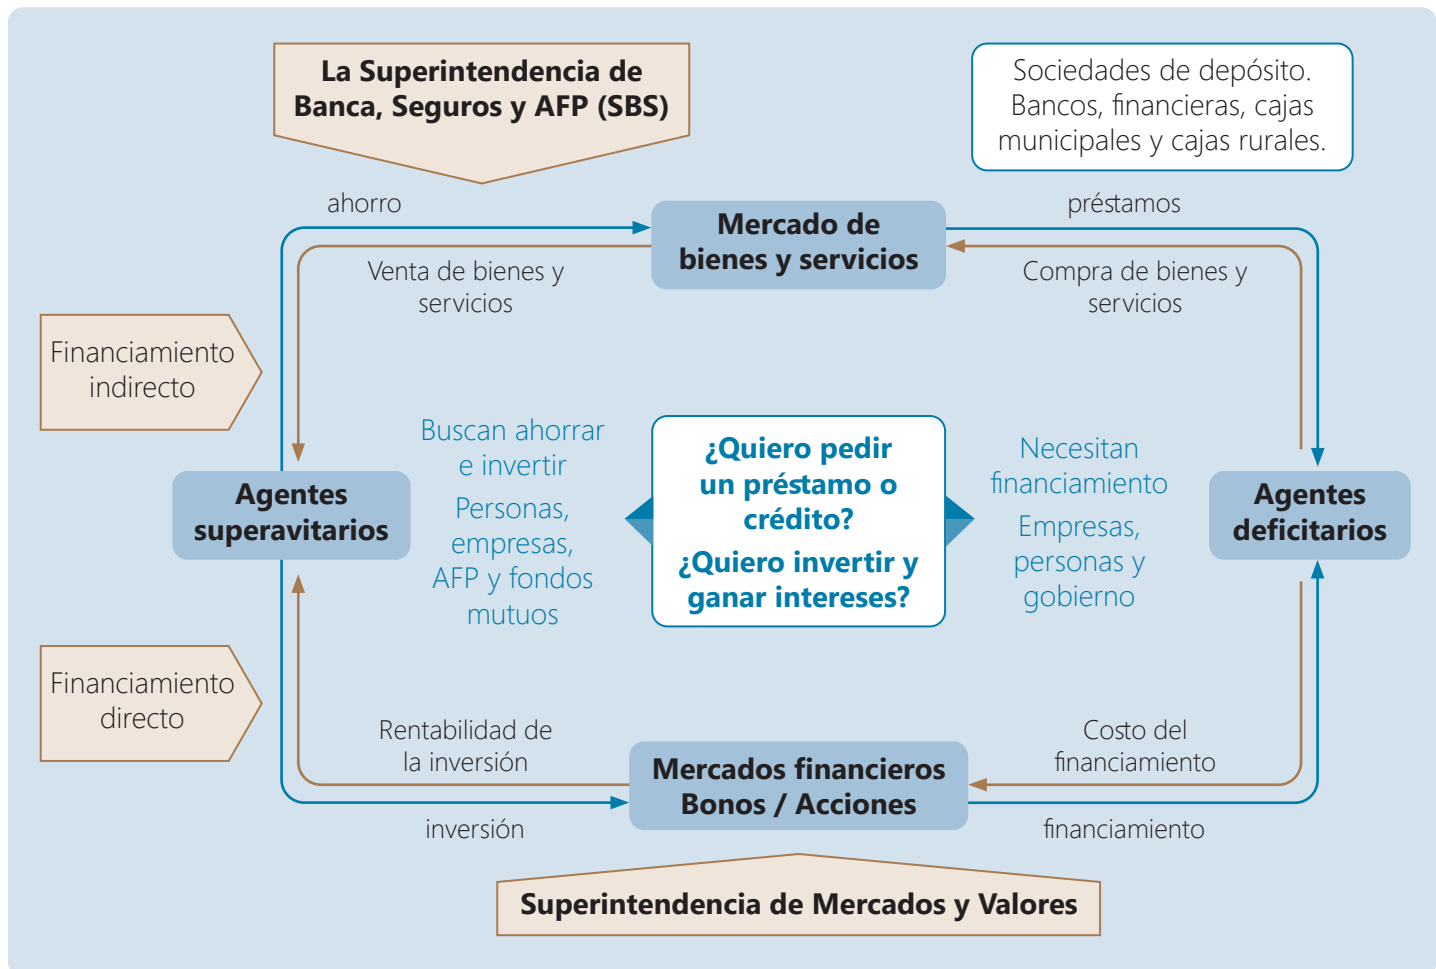 La Superintendencia de
Banca, Seguros y AFP (SBS)
Sociedades de depósito.
Bancos, financieras, cajas
municipales y cajas rurales.
ahorro
Mercado de
bienes y servicios
préstamos
Venta de bienes y
servicios
Compra de bienes y
servicios
Financiamiento
indirecto
Buscan ahorrar
e invertir
Personas,
empresas,
AFP y fondos
mutuos
¿Quiero pedir
un préstamo o
crédito?
¿Quiero invertir y
ganar intereses?
Necesitan
financiamiento
Empresas,
personas y
gobierno
Agentes
superavitarios
Agentes
deficitarios
Financiamiento
directo
Rentabilidad de
la inversión
Mercados financieros
Bonos / Acciones
Costo del
financiamiento
inversión
financiamiento
Superintendencia de Mercados y Valores